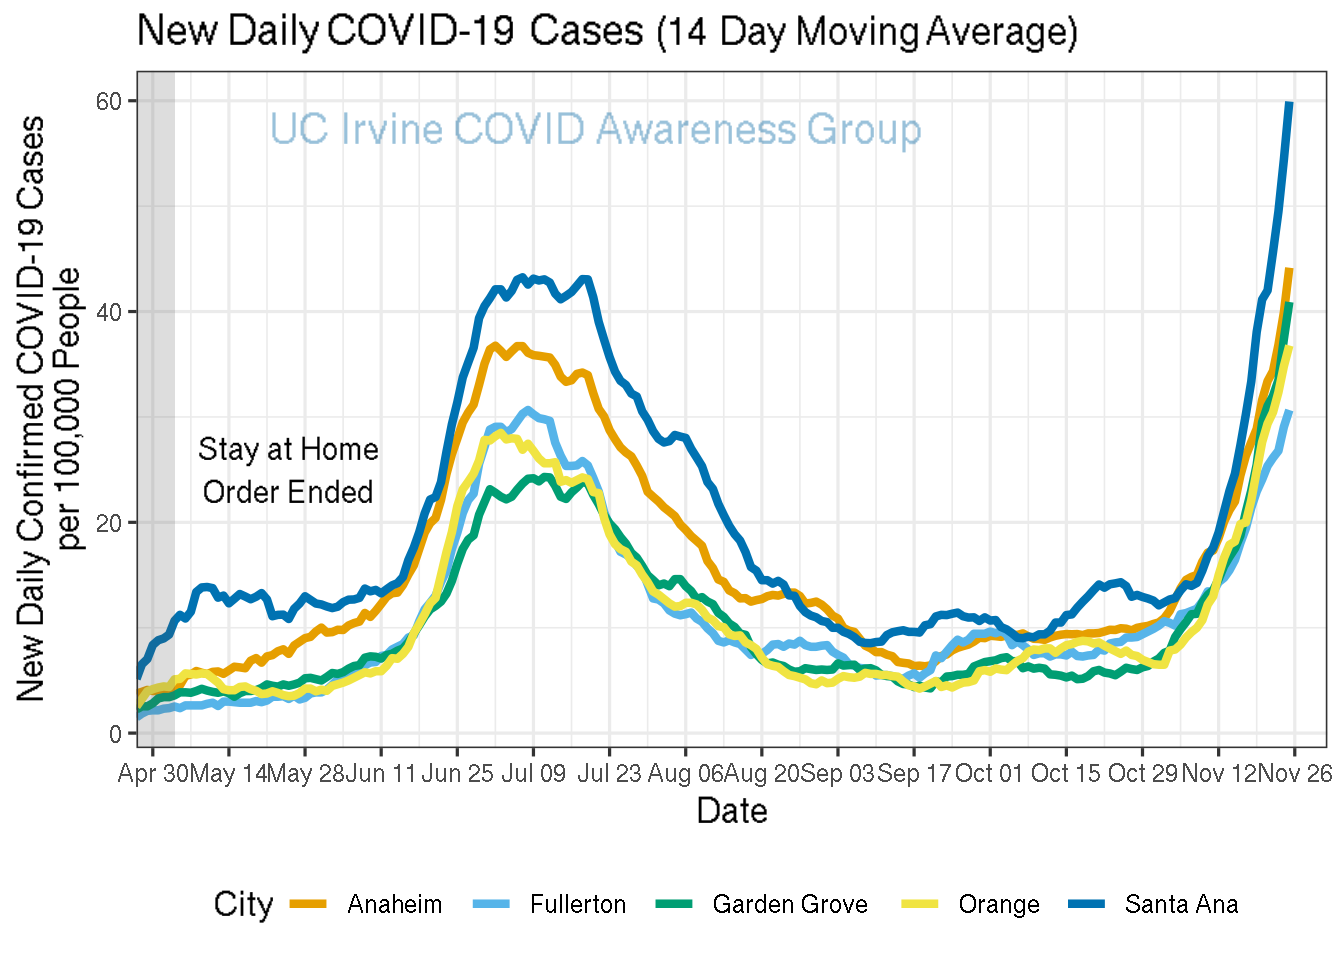 New Daily COVID-19 Cases (14 Day Moving Average)
UC Irvine COVID Awareness Group
New Daily Confirmed COVID-19 Cases
per 100,000 People
60
40
20
0
Stay at Home
Order Ended
Apr 30 May 14 May 28 Jun 11 Jun 25 Jul 09 Jul 23 Aug 06 Aug 20 Sep 03 Sep 17 Oct 01 Oct 15 Oct 29 Nov 12 Nov 26
Date
City Anaheim Fullerton Garden Grove Orange Santa Ana